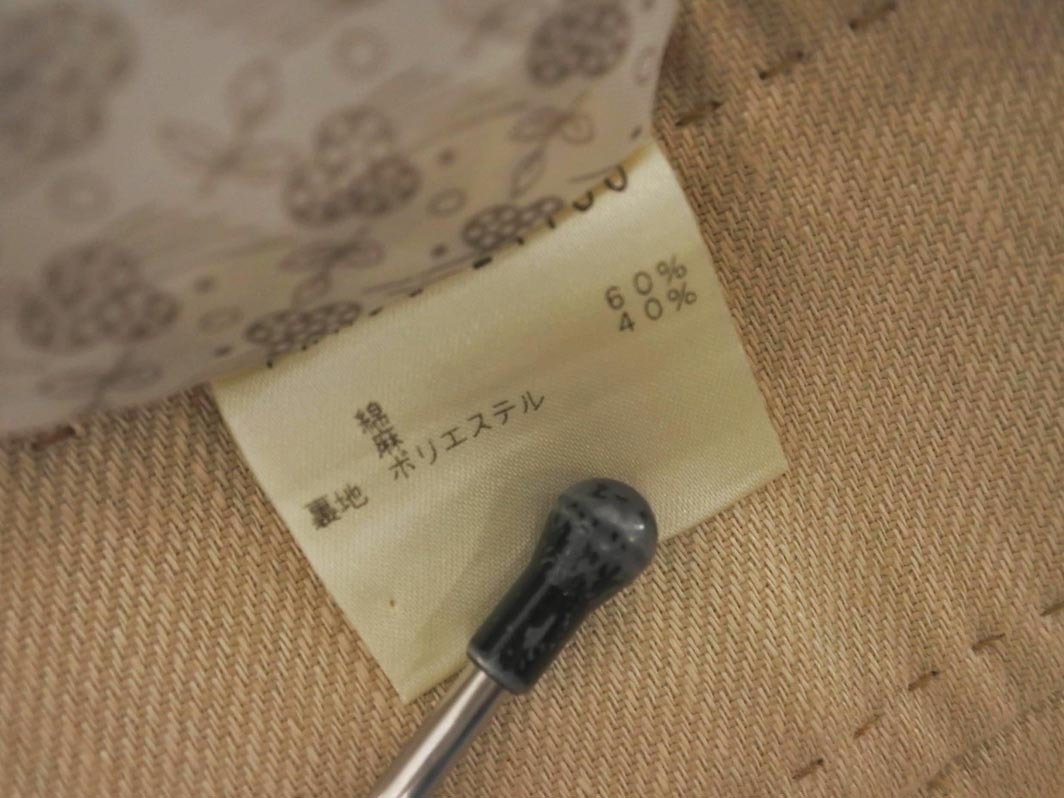 綿 60%
麻 40%
ポリエステル
裏地